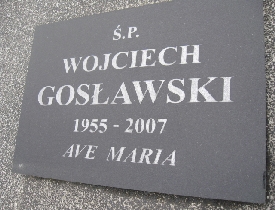 Ś.P.
WOJCIECH
GOSŁAWSKI
1955 - 2007
AVE MARIA